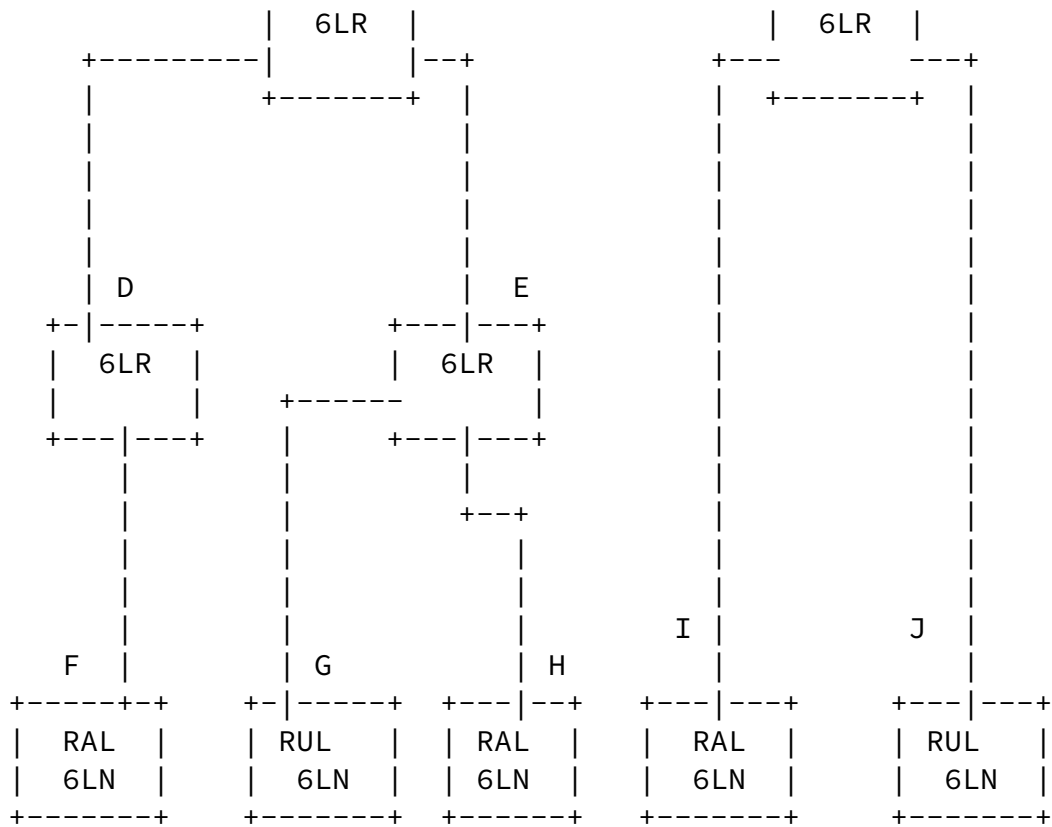 6LR 6LR
D E
6LR 6LR
I J
F G H
RAL RUL RAL RAL RUL
6LN 6LN 6LN 6LN 6LN